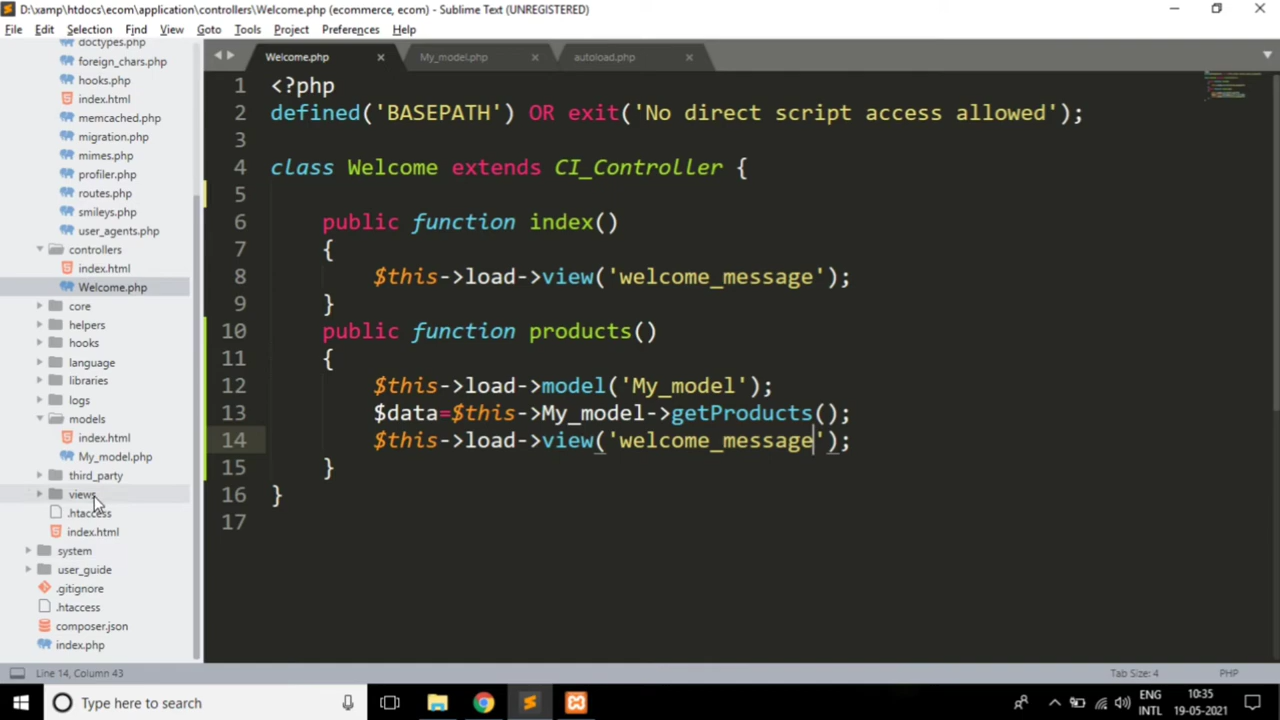 D:\xamp\htdocs\ecom\application\controllers\Welcome.php (ecommerce, ecom) - Sublime Text (UNREGISTERED)
File Edit Selection Find View Goto Tools Project Preferences Help
doctypes.php
foreign_chars.php
hooks.php
index.html
memcached.php
migration.php
mimes.php
profiler.php
routes.php
smileys.php
user_agents.php
controllers
index.html
Welcome.php
core
helpers
hooks
language
libraries
logs
models
index.html
My_model.php
third_party
views
.htaccess
index.html
system
user_guide
.gitignore
.htaccess
composer.json
index.php
Welcome.php My_model.php autoload.php
1 <?php
2 defined('BASEPATH') OR exit('No direct script access allowed');
3
4 class Welcome extends CI_Controller {
5
6 public function index()
7 {
8 $this->load->view('welcome_message');
9 }
10 public function products()
11 {
12 $this->load->model('My_model');
13 $data=$this->My_model->getProducts();
14 $this->load->view('welcome_message');
15 }
16 }
17
Line 14, Column 43 Tab Size: 4 PHP
Type here to search
ENG
INTL
10:35
19-05-2021